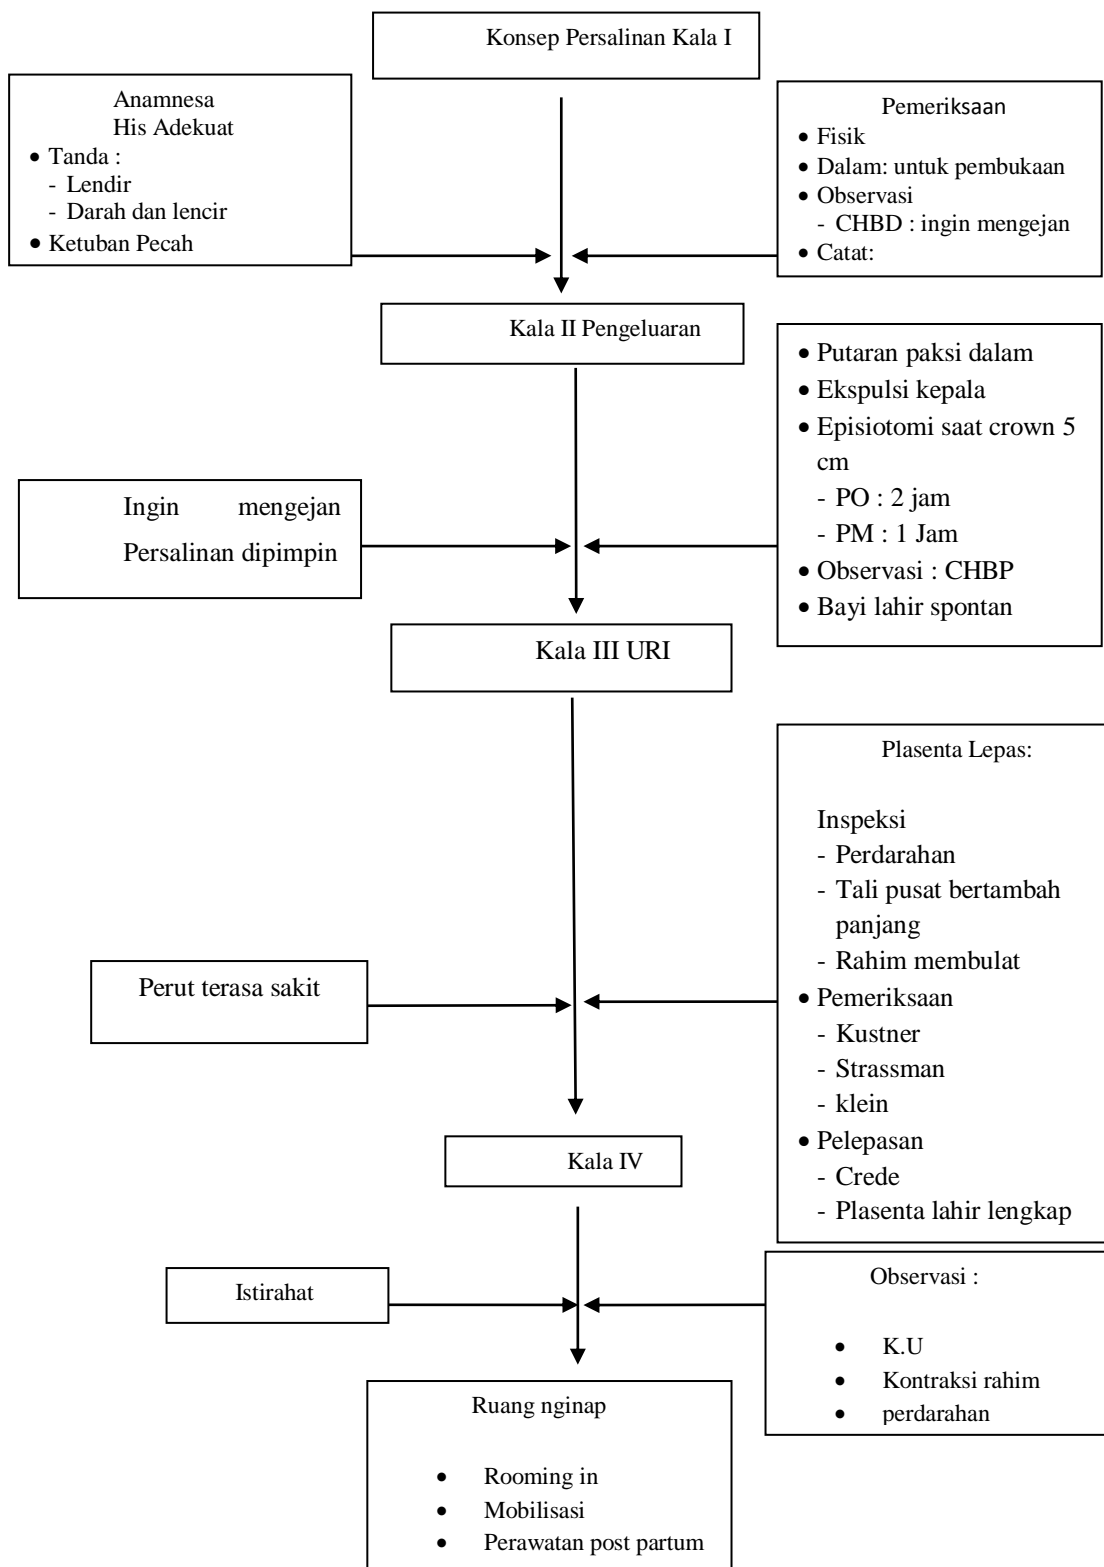 Konsep Persalinan Kala I
Anamnesa
His Adekuat
• Tanda :
- Lendir
- Darah dan lencir
• Ketuban Pecah
Pemeriksaan
• Fisik
• Dalam: untuk pembukaan
• Observasi
- CHBD : ingin mengejan
• Catat:
Kala II Pengeluaran
Ingin mengejan
Persalinan dipimpin
• Putaran paksi dalam
• Ekspulsi kepala
• Episiotomi saat crown 5
cm
- PO : 2 jam
- PM : 1 Jam
• Observasi : CHBP
• Bayi lahir spontan
Kala III URI
Perut terasa sakit
Plasenta Lepas:
Inspeksi
- Perdarahan
- Tali pusat bertambah
panjang
- Rahim membulat
• Pemeriksaan
- Kustner
- Strassman
- klein
• Pelepasan
- Crede
- Plasenta lahir lengkap
Kala IV
Istirahat
Observasi :
• K.U
• Kontraksi rahim
• perdarahan
Ruang nginap
• Rooming in
• Mobilisasi
• Perawatan post partum